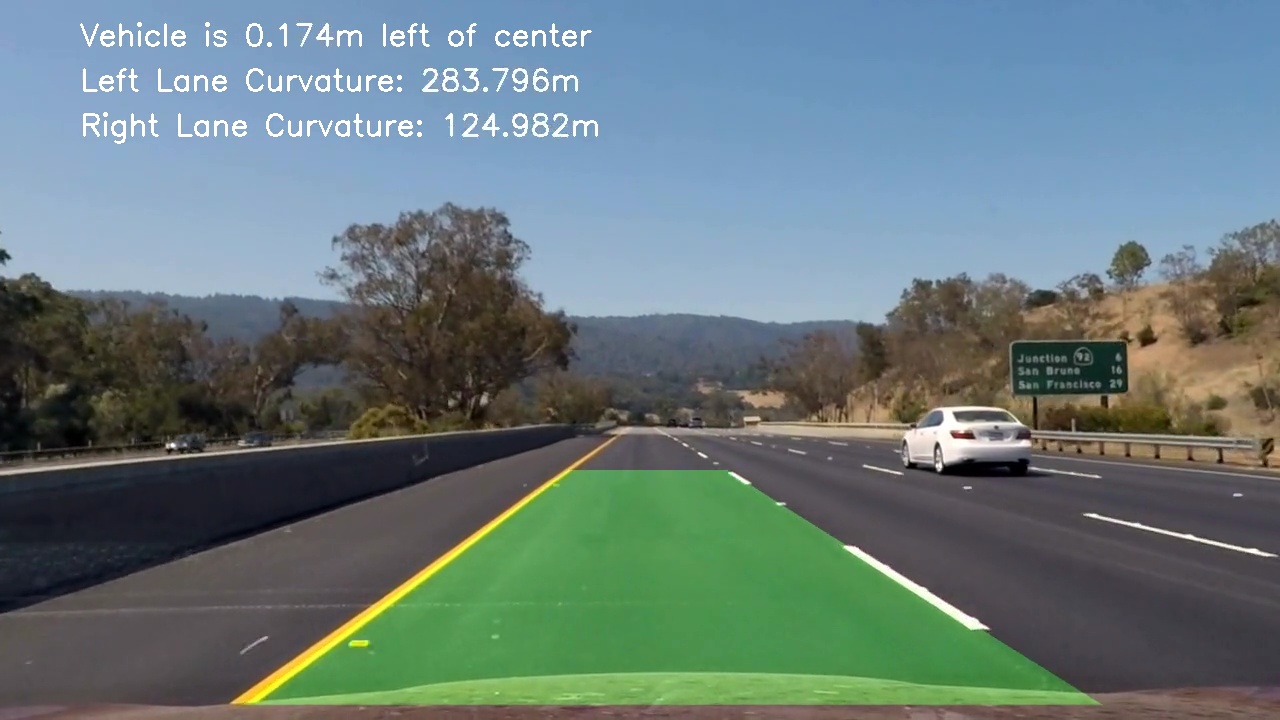 Vehicle is 0.174m left of center
Left Lane Curvature: 283.796m
Right Lane Curvature: 124.982m
Junction 92 6
San Bruno 16
San Francisco 29